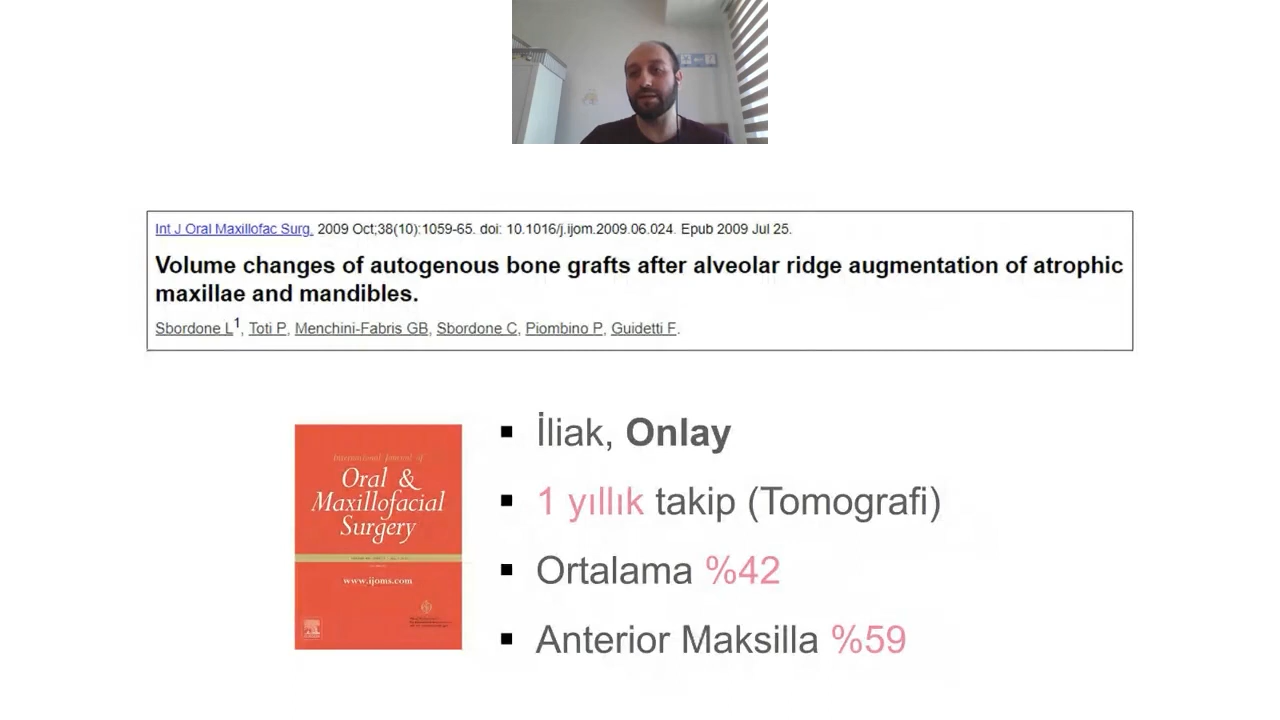 Int J Oral Maxillofac Surg. 2009 Oct;38(10):1059-65. doi: 10.1016/j.ijom.2009.06.024. Epub 2009 Jul 25.
Volume changes of autogenous bone grafts after alveolar ridge augmentation of atrophic
maxillae and mandibles.
Sbordone L1, Toti P, Menchini-Fabris GB, Sbordone C, Piombino P, Guidetti F.
International Journal of
Oral &
Maxillofacial
Surgery
www.ijoms.com
▪ İliak, Onlay
▪ 1 yıllık takip (Tomografi)
▪ Ortalama %42
▪ Anterior Maksilla %59